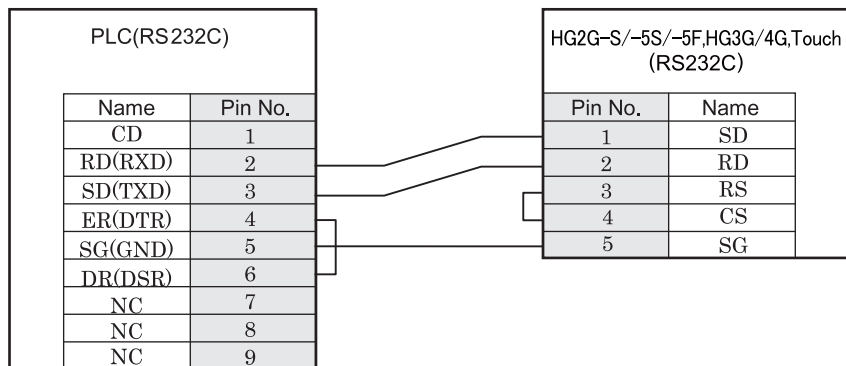 PLC(RS232C)
Name Pin No.
CD 1
RD(RXD) 2
SD(TXD) 3
ER(DTR) 4
SG(GND) 5
DR(DSR) 6
NC 7
NC 8
NC 9
HG2G-S/-5S/-5F,HG3G/4G,Touch
(RS232C)
Pin No. Name
1 SD
2 RD
3 RS
4 CS
5 SG